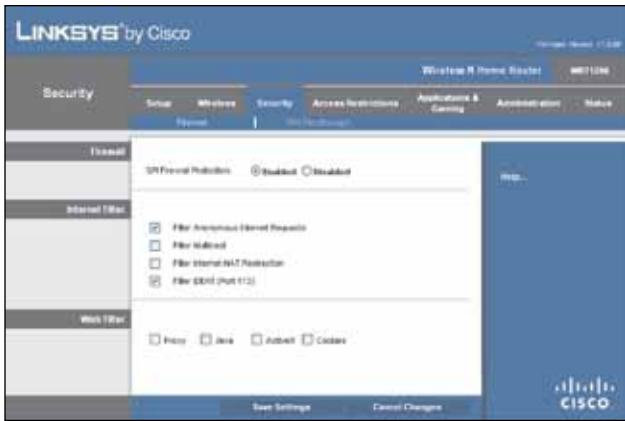 LINKSYS by Cisco
Wireless-N Home Router
Security
Setup Wireless Security Access Restrictions Applications & Gaming Administration Status
Firewall
Firewall
SPI Firewall Protection: Enabled Disabled
Help...
Internet Filter
Filter Anonymous Internet Requests
Filter Multicast
Filter Internet NAT Redirection
Filter IDENT (Port 113)
Web Filter
Proxy Java ActiveX Cookies
Save Settings Cancel Changes
CISCO